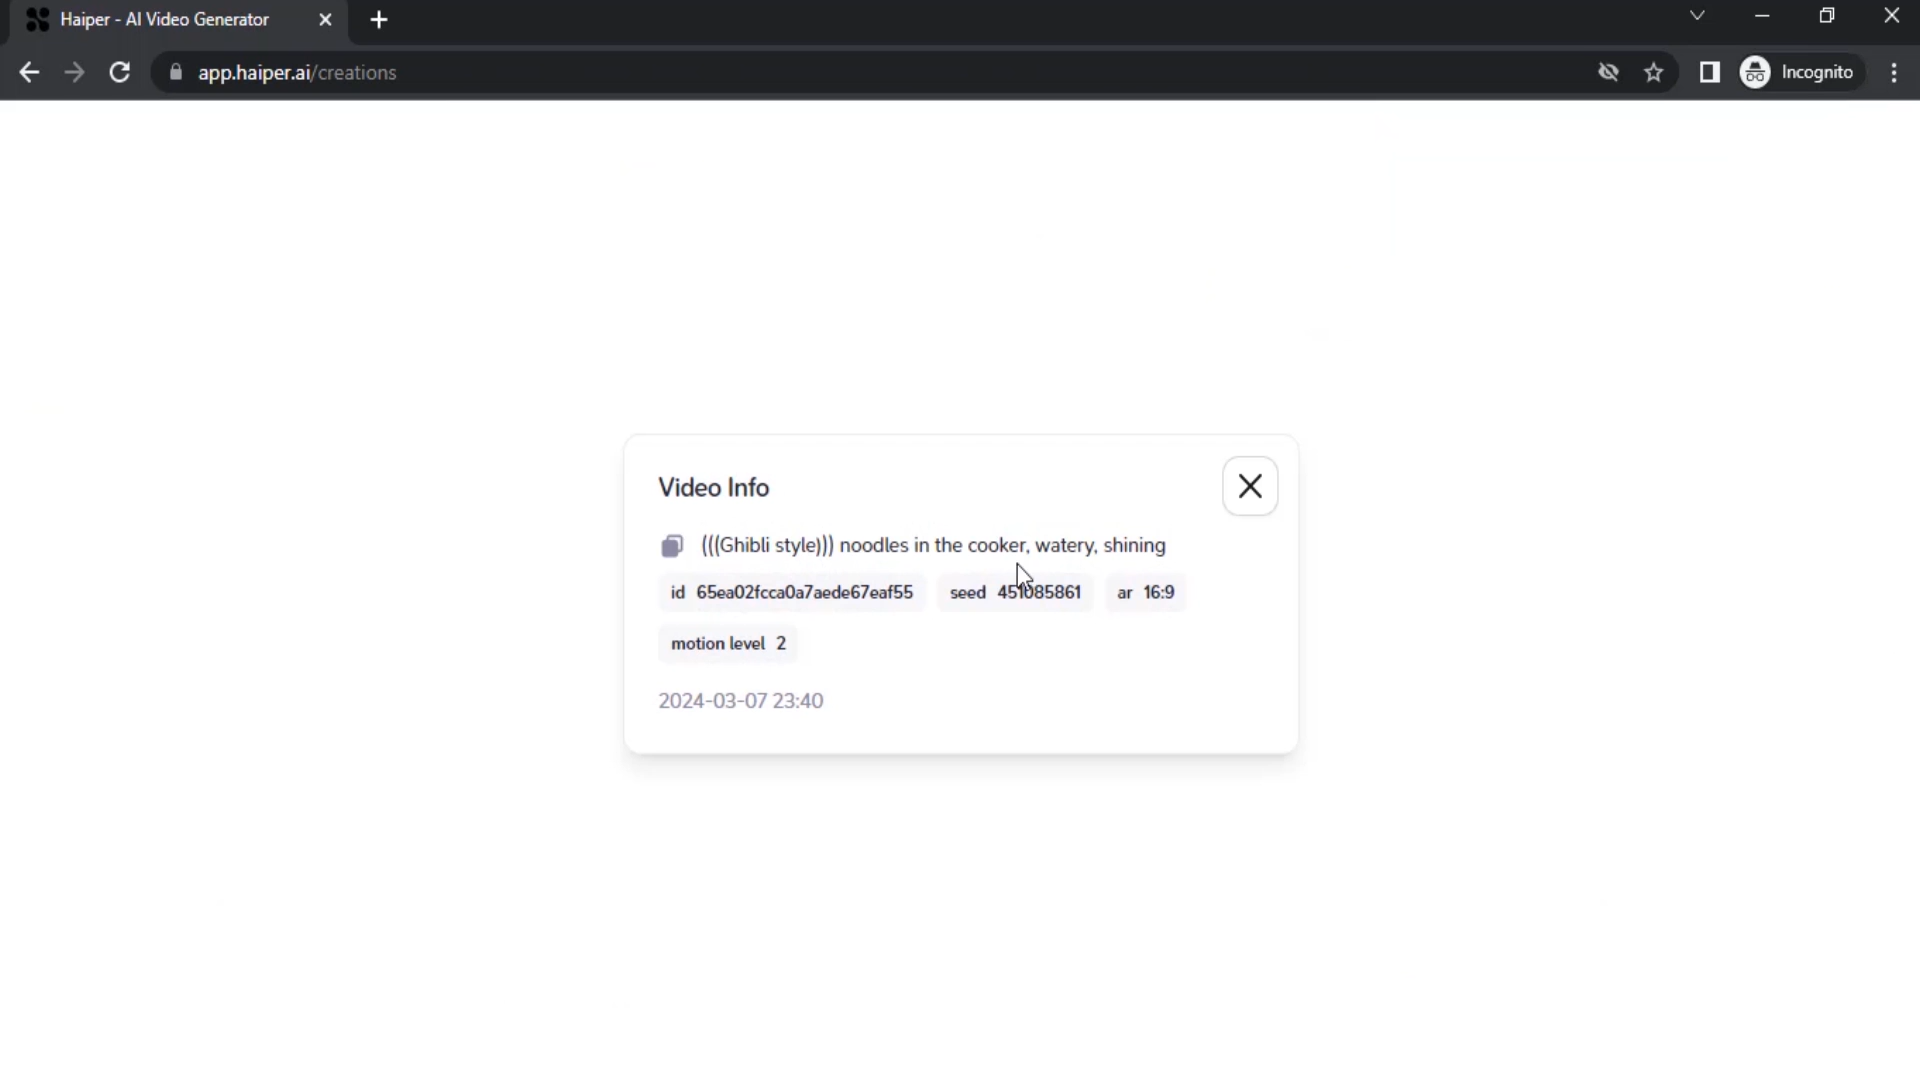 Haiper - AI Video Generator
app.haiper.ai/creations
Incognito
Video Info
(((Ghibli style))) noodles in the cooker, watery, shining
id 65ea02fcca0a7aede67eaf55 seed 451085861 ar 16:9
motion level 2
2024-03-07 23:40